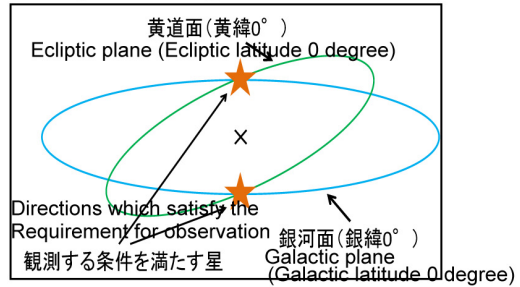 黄道面(黄緯0°)
Ecliptic plane (Ecliptic latitude 0 degree)
Directions which satisfy the
Requirement for observation
観測する条件を満たす星
銀河面(銀緯0°)
Galactic plane
(Galactic latitude 0 degree)